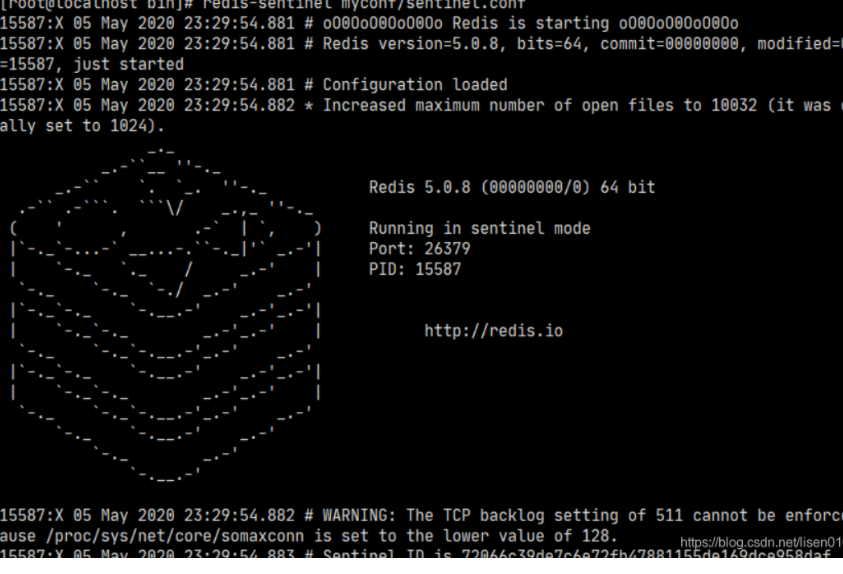 [root@localhost bin]# redis-sentinel myconf/sentinel.conf
15587:X 05 May 2020 23:29:54.881 # oO0OoO0OoO0Oo Redis is starting oO0OoO0OoO0Oo
15587:X 05 May 2020 23:29:54.881 # Redis version=5.0.8, bits=64, commit=00000000, modified=
=15587, just started
15587:X 05 May 2020 23:29:54.881 # Configuration loaded
15587:X 05 May 2020 23:29:54.882 * Increased maximum number of open files to 10032 (it was
ally set to 1024).
Redis 5.0.8 (00000000/0) 64 bit
Running in sentinel mode
Port: 26379
PID: 15587
http://redis.io
15587:X 05 May 2020 23:29:54.882 # WARNING: The TCP backlog setting of 511 cannot be enforc
ause /proc/sys/net/core/somaxconn is set to the lower value of 128.
15587:X 05 May 2020 23:29:54.883 # Sentinel ID is
https://blog.csdn.net/lisen01